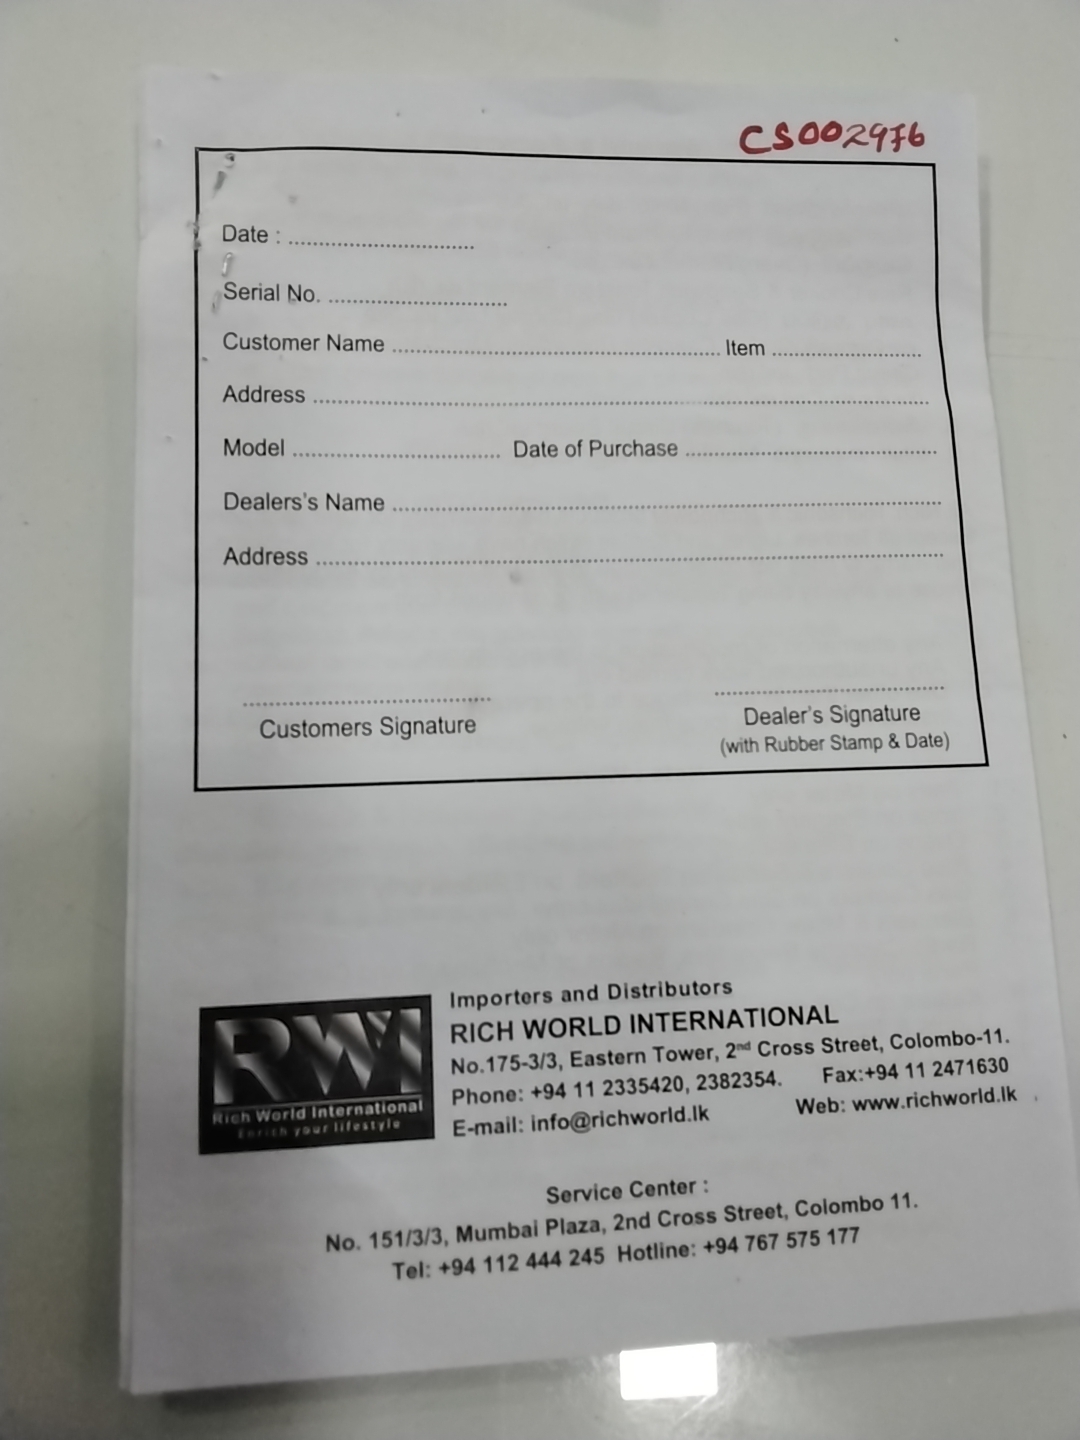 CS002976
Date : ................................
Serial No. ................................
Customer Name ................................ Item ................................
Address ................................
Model ................................ Date of Purchase ................................
Dealers's Name ................................
Address ................................
................................ ................................
Customers Signature Dealer's Signature
(with Rubber Stamp & Date)
RWI
Rich World International
Enrich your lifestyle
Importers and Distributors
RICH WORLD INTERNATIONAL
No.175-3/3, Eastern Tower, 2nd Cross Street, Colombo-11.
Phone: +94 11 2335420, 2382354. Fax:+94 11 2471630
E-mail: info@richworld.lk Web: www.richworld.lk
Service Center :
No. 151/3/3, Mumbai Plaza, 2nd Cross Street, Colombo 11.
Tel: +94 112 444 245 Hotline: +94 767 575 177